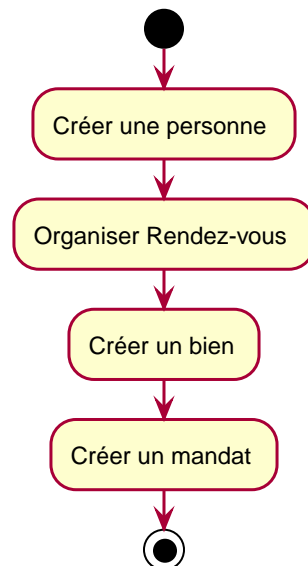 Créer une personne
Organiser Rendez-vous
Créer un bien
Créer un mandat